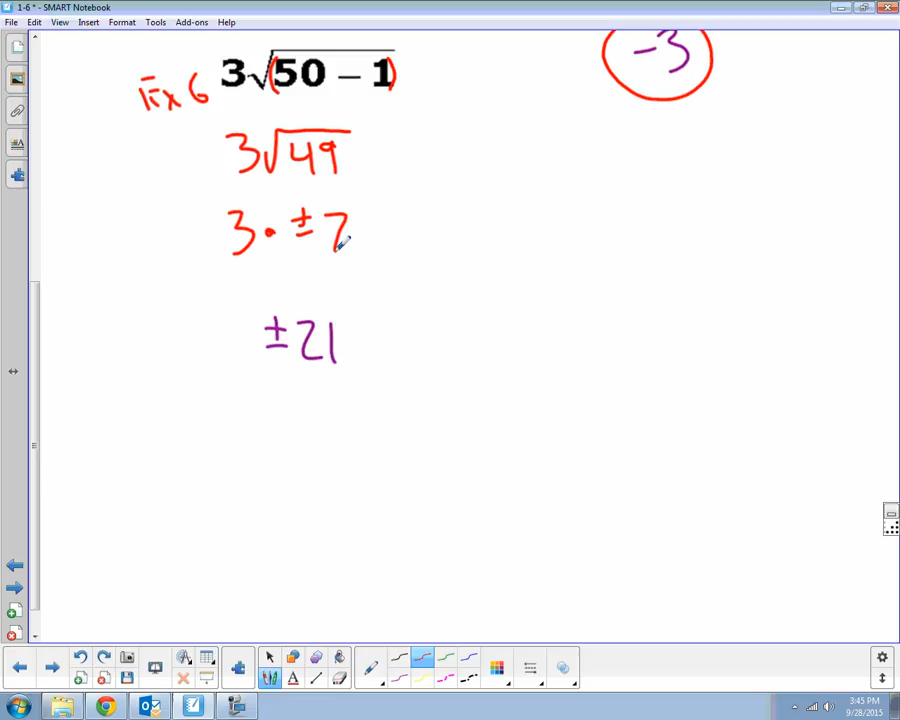 1-6 * - SMART Notebook
File Edit View Insert Format Tools Add-ons Help
-3
Ex 6 3√(50 – 1)
3√49
3 • ± 7
±21
A
3:45 PM
9/28/2015